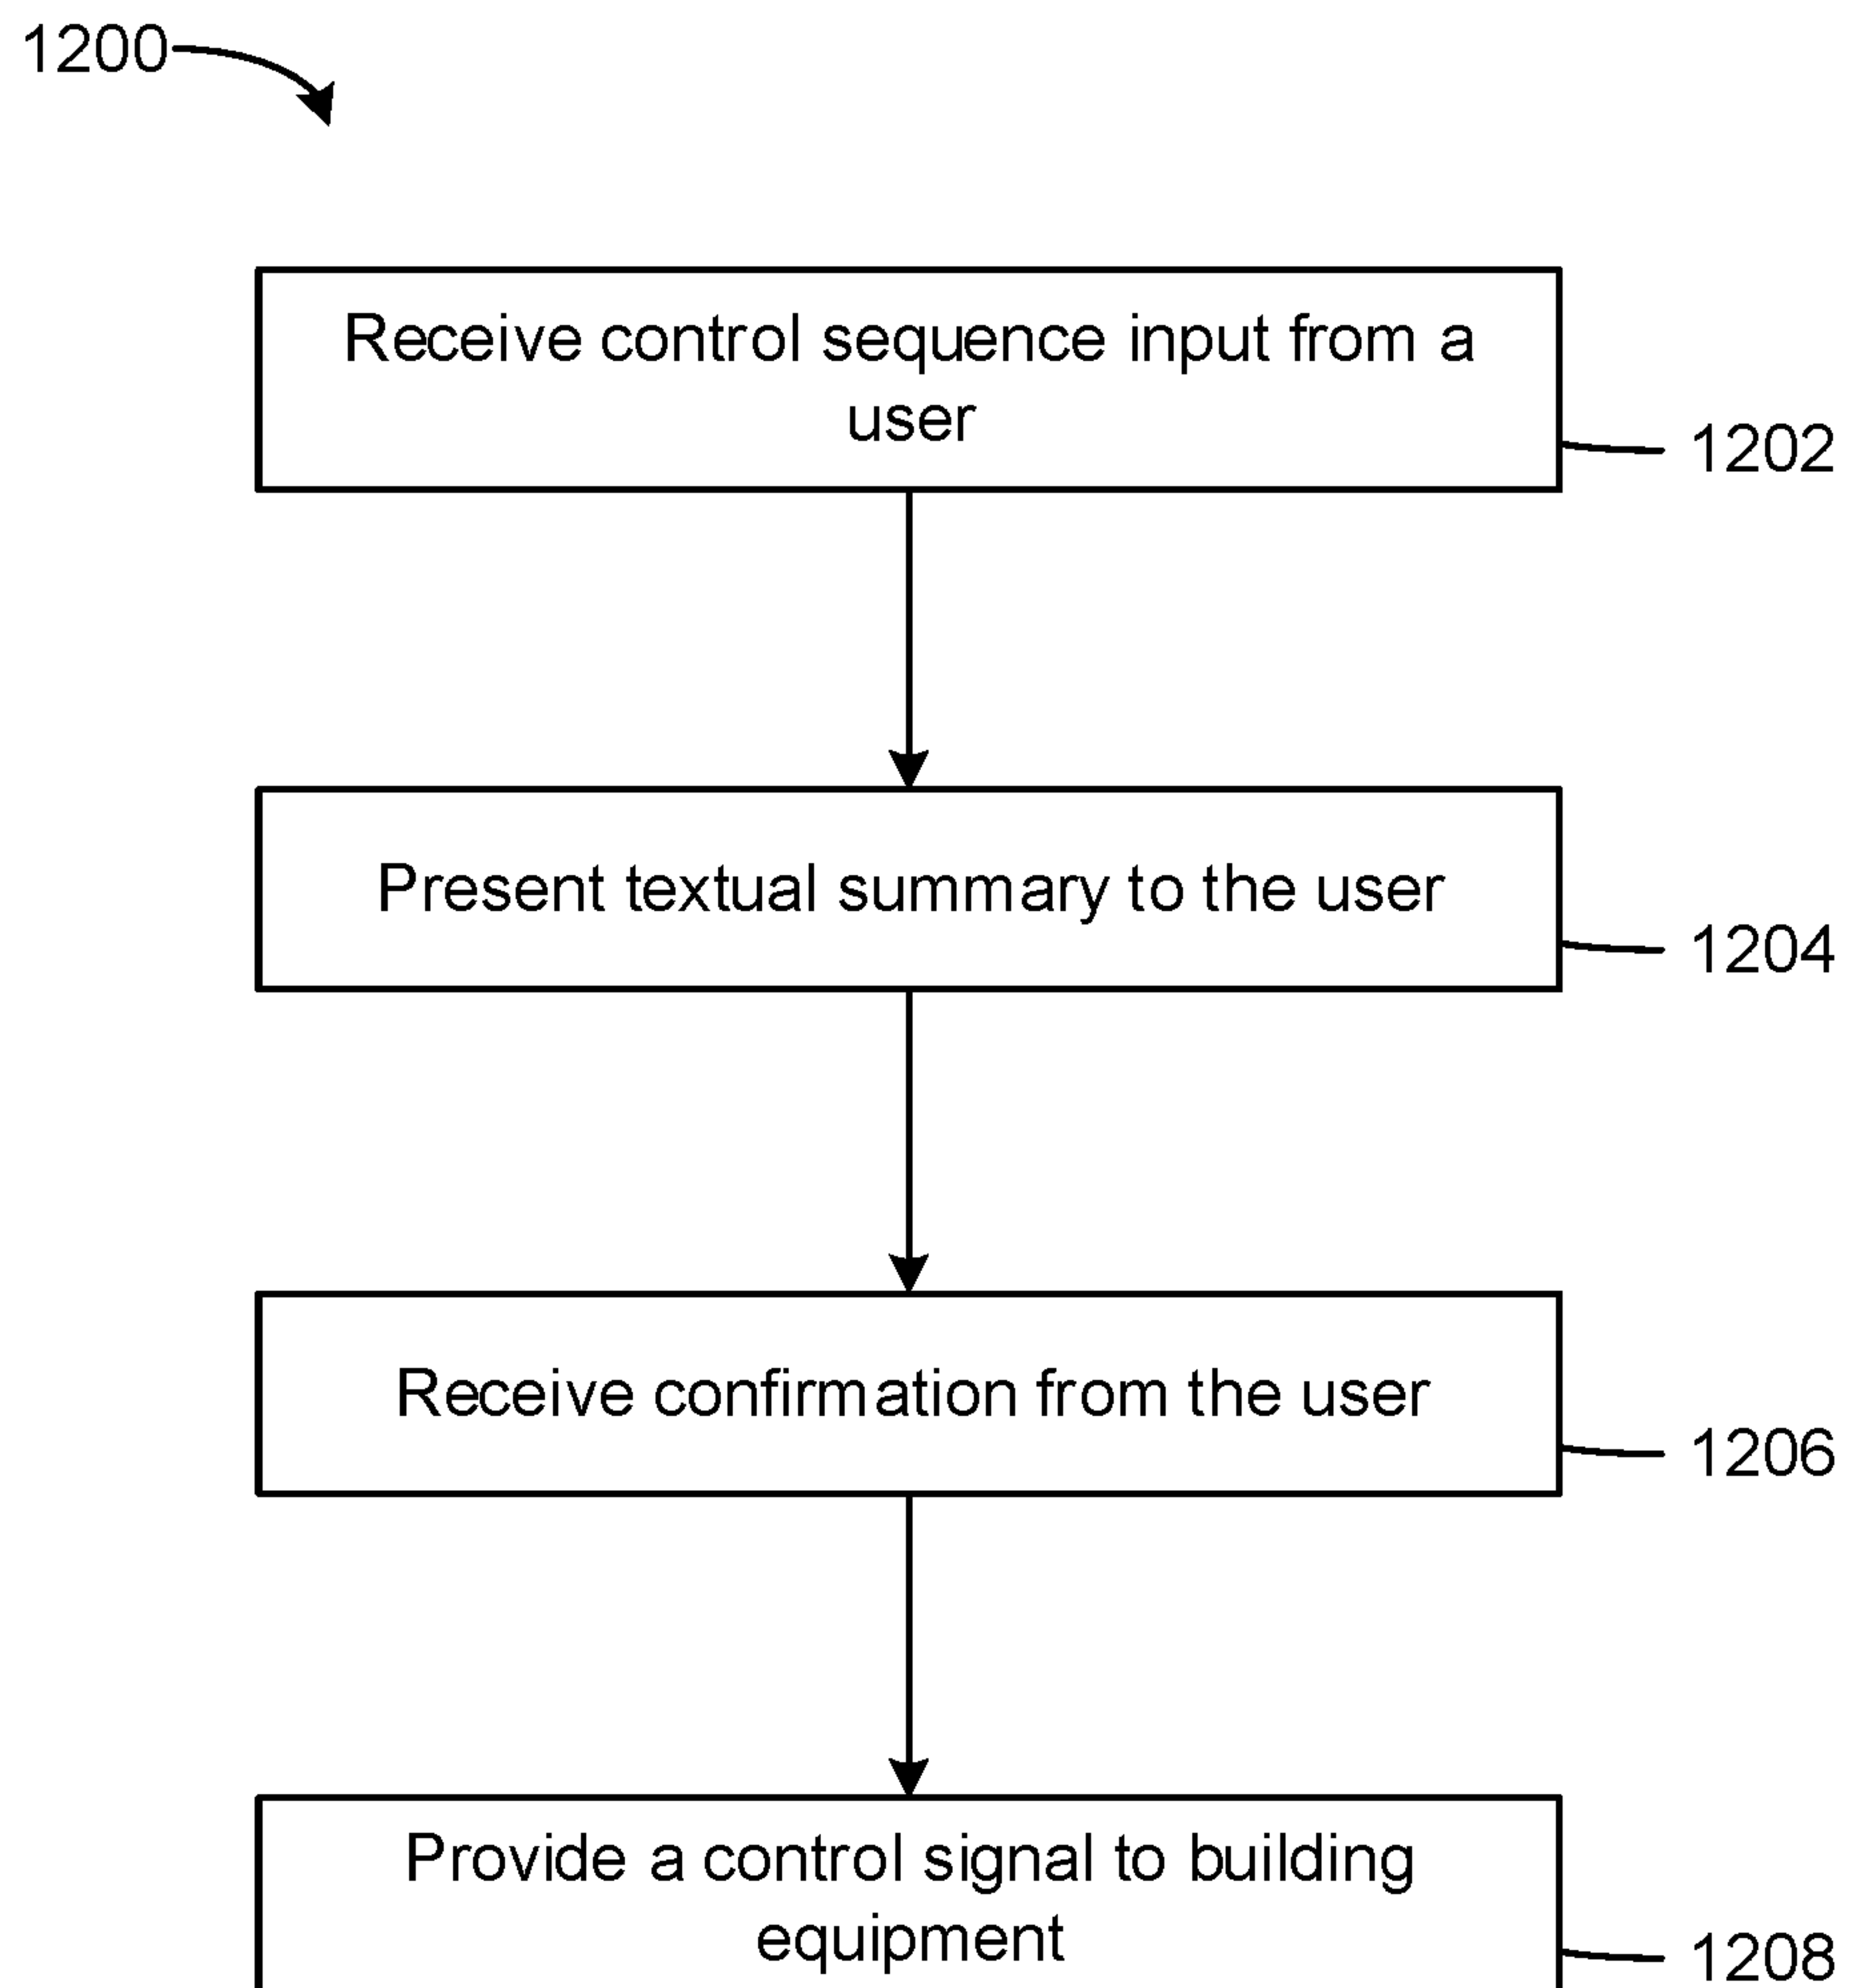 1200
Receive control sequence input from a
user
1202
Present textual summary to the user
1204
Receive confirmation from the user
1206
Provide a control signal to building
equipment
1208